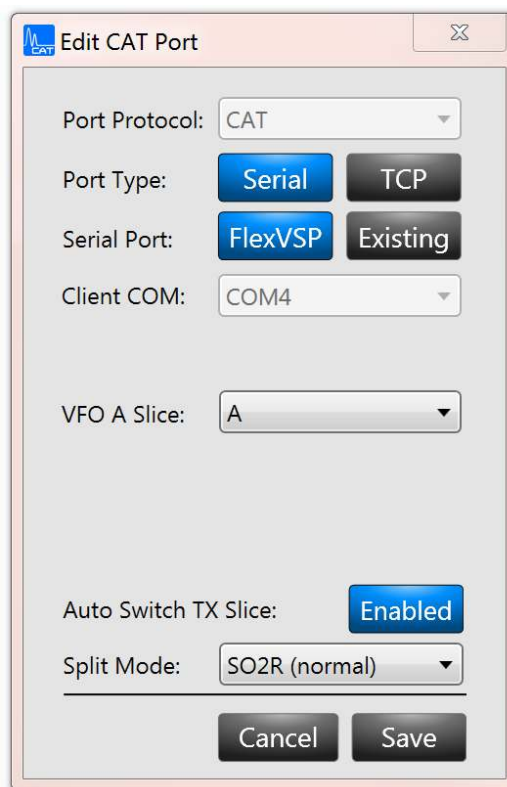 CAT Edit CAT Port
Port Protocol: CAT
Port Type: Serial TCP
Serial Port: FlexVSP Existing
Client COM: COM4
VFO A Slice: A
Auto Switch TX Slice: Enabled
Split Mode: SO2R (normal)
Cancel Save